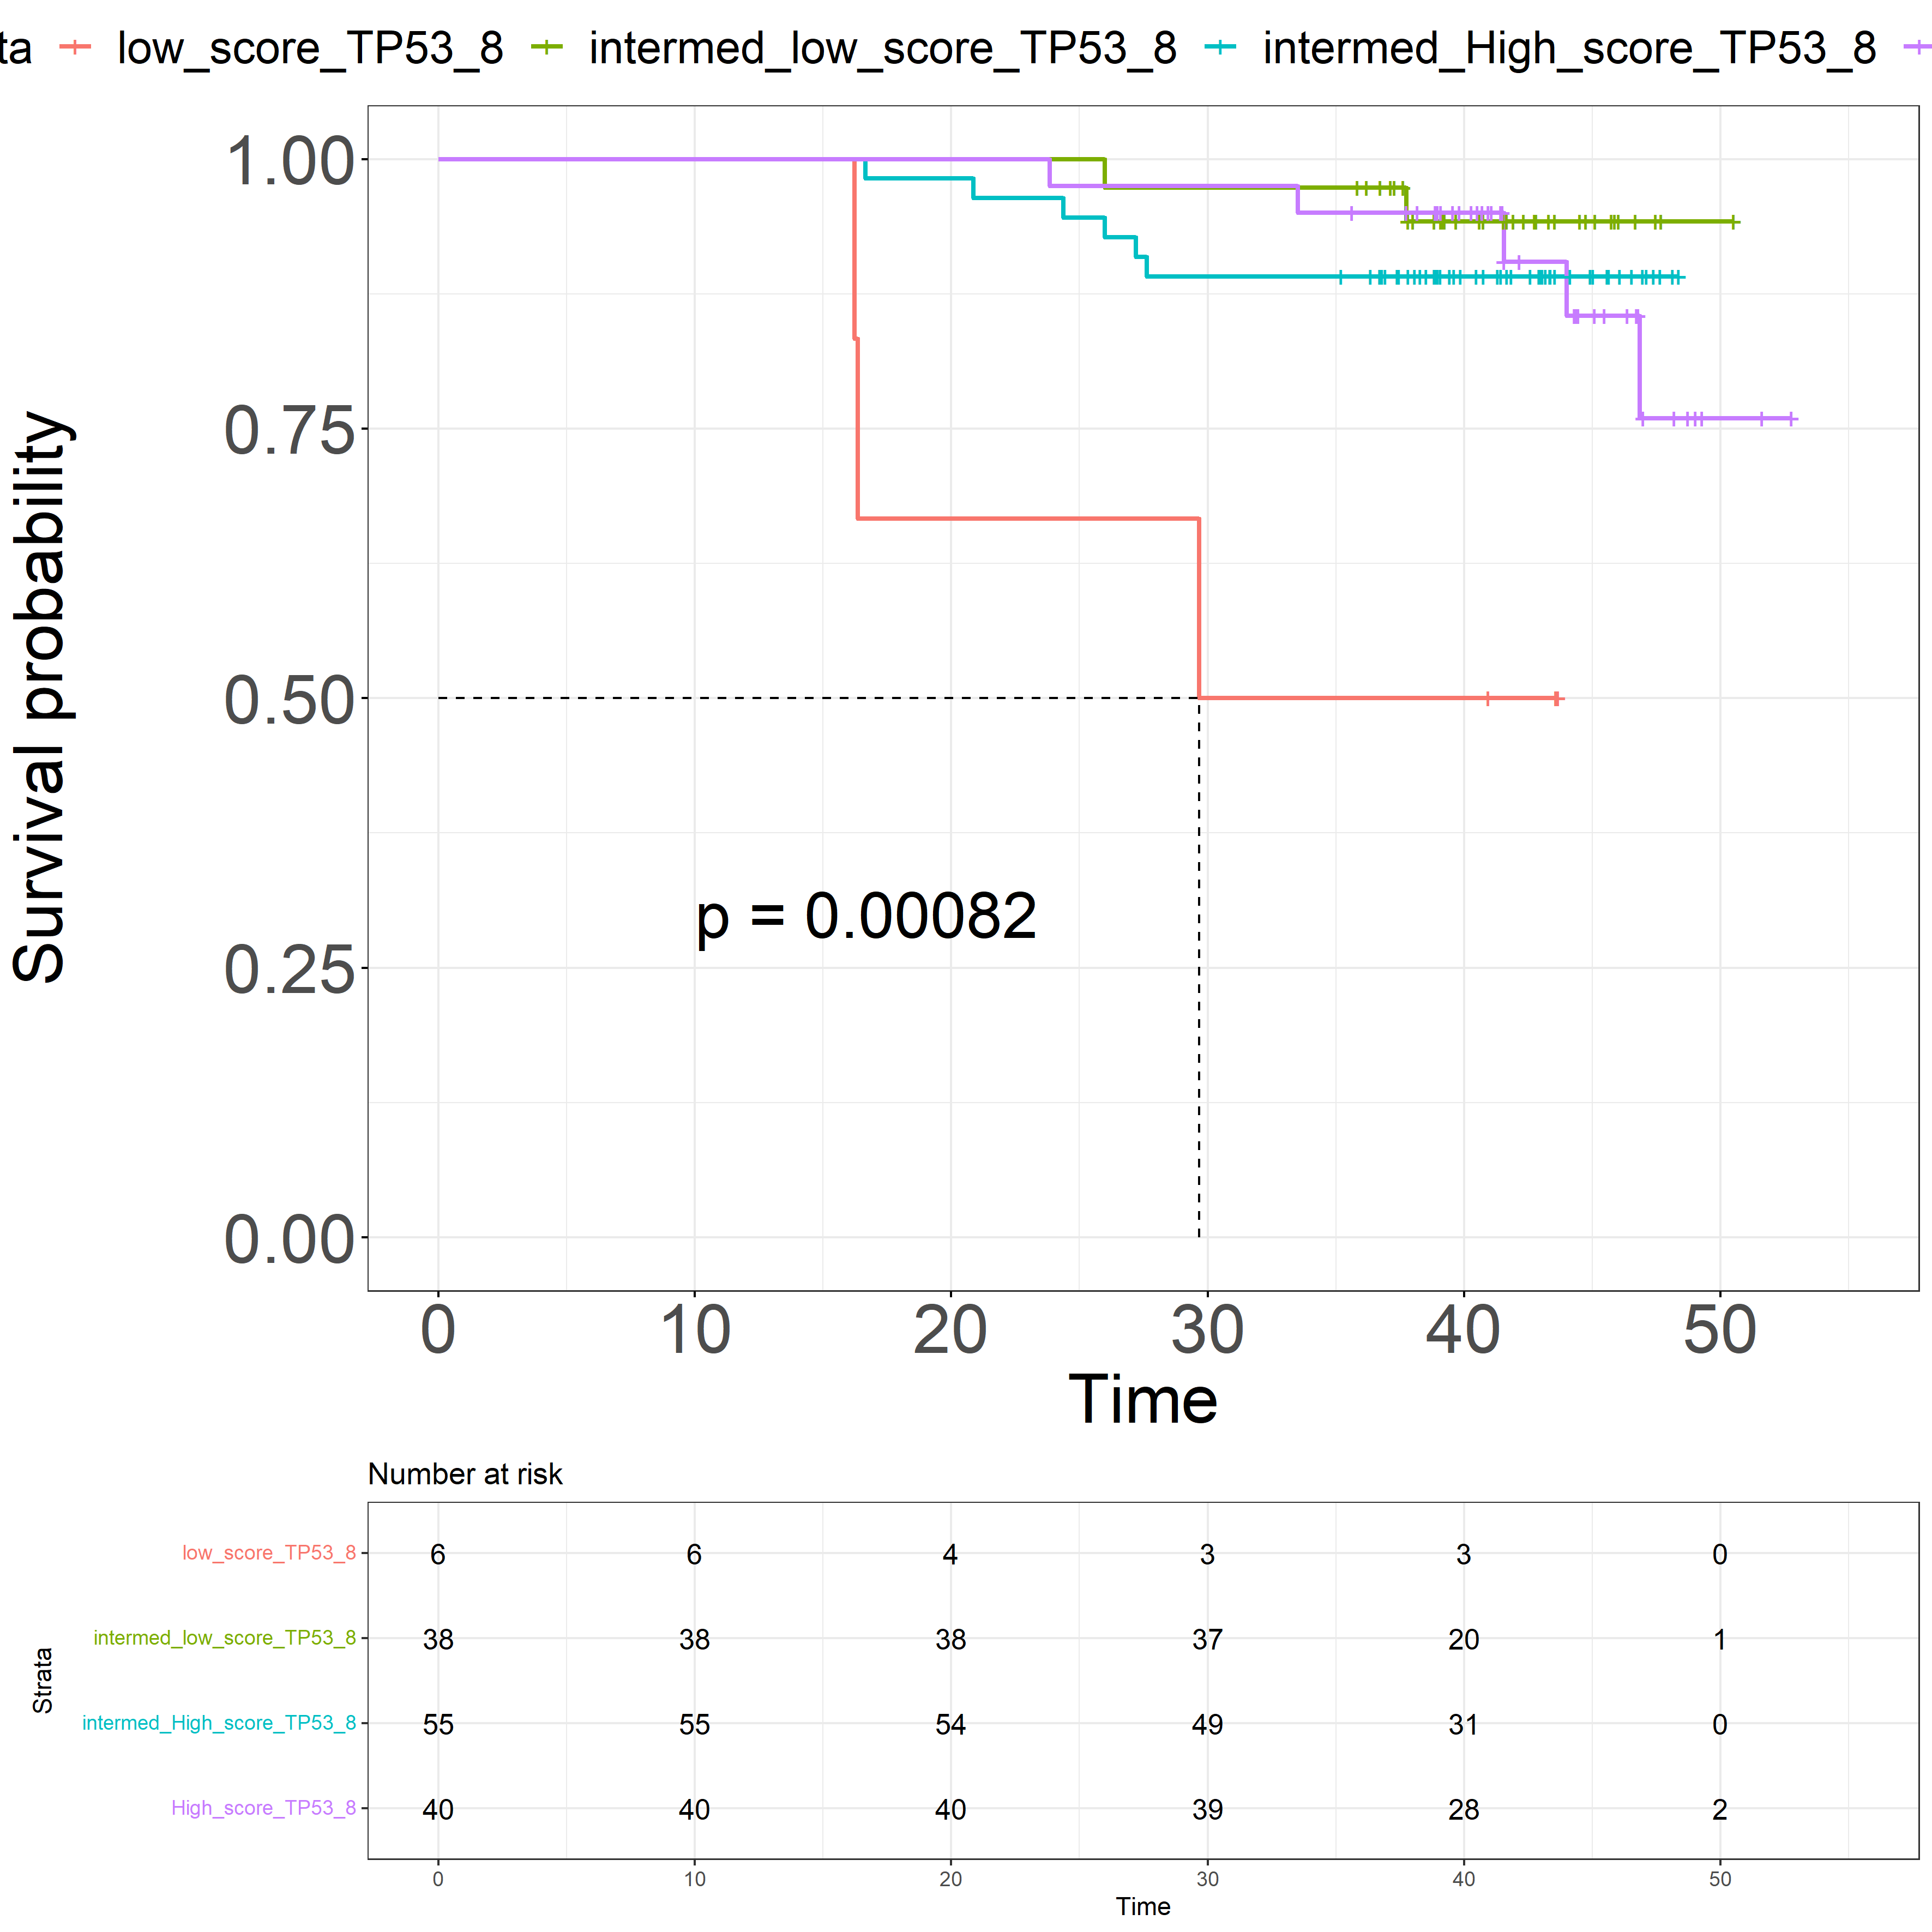 ta low_score_TP53_8 intermed_low_score_TP53_8 intermed_High_score_TP53_8
Survival probability
1.00
0.75
0.50
0.25
0.00
p = 0.00082
0 10 20 30 40 50
Time
Number at risk
Strata
low_score_TP53_8 6 6 4 3 3 0
intermed_low_score_TP53_8 38 38 38 37 20 1
intermed_High_score_TP53_8 55 55 54 49 31 0
High_score_TP53_8 40 40 40 39 28 2
0 10 20 30 40 50
Time